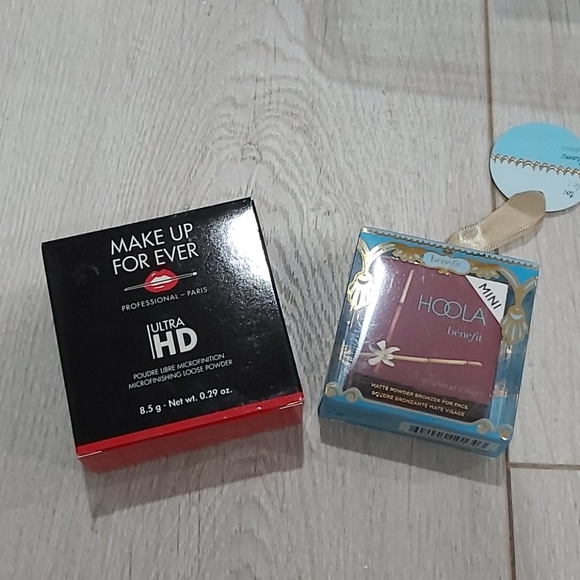 MAKE UP
FOR EVER
PROFESSIONAL – PARIS
ULTRA
HD
POUDRE LIBRE MICROFINITION
MICROFINISHING LOOSE POWDER
8.5 g - Net wt. 0.29 oz.
benefit
MINI
HOOLA
benefit
MATTE POWDER BRONZER FOR FACE
POUDRE BRONZANTE MATE VISAGE